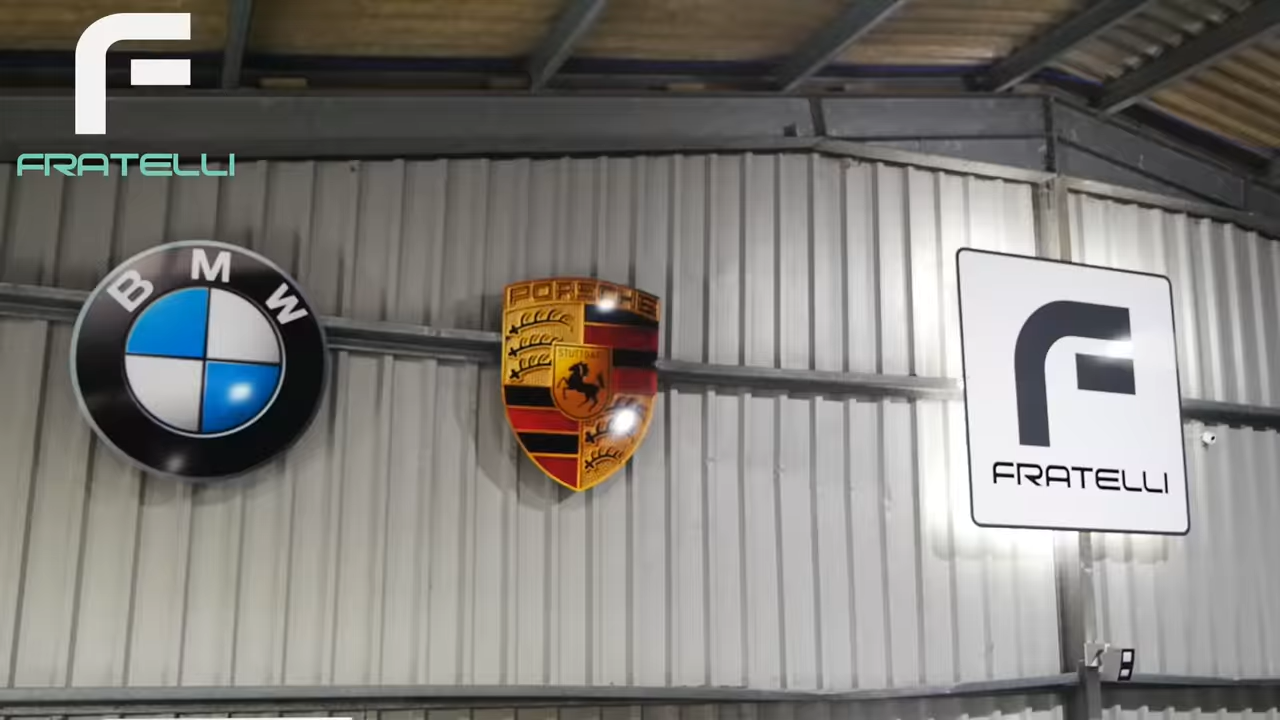 F
FRATELLI
BMW
PORSCHE
STUTTGART
F
FRATELLI